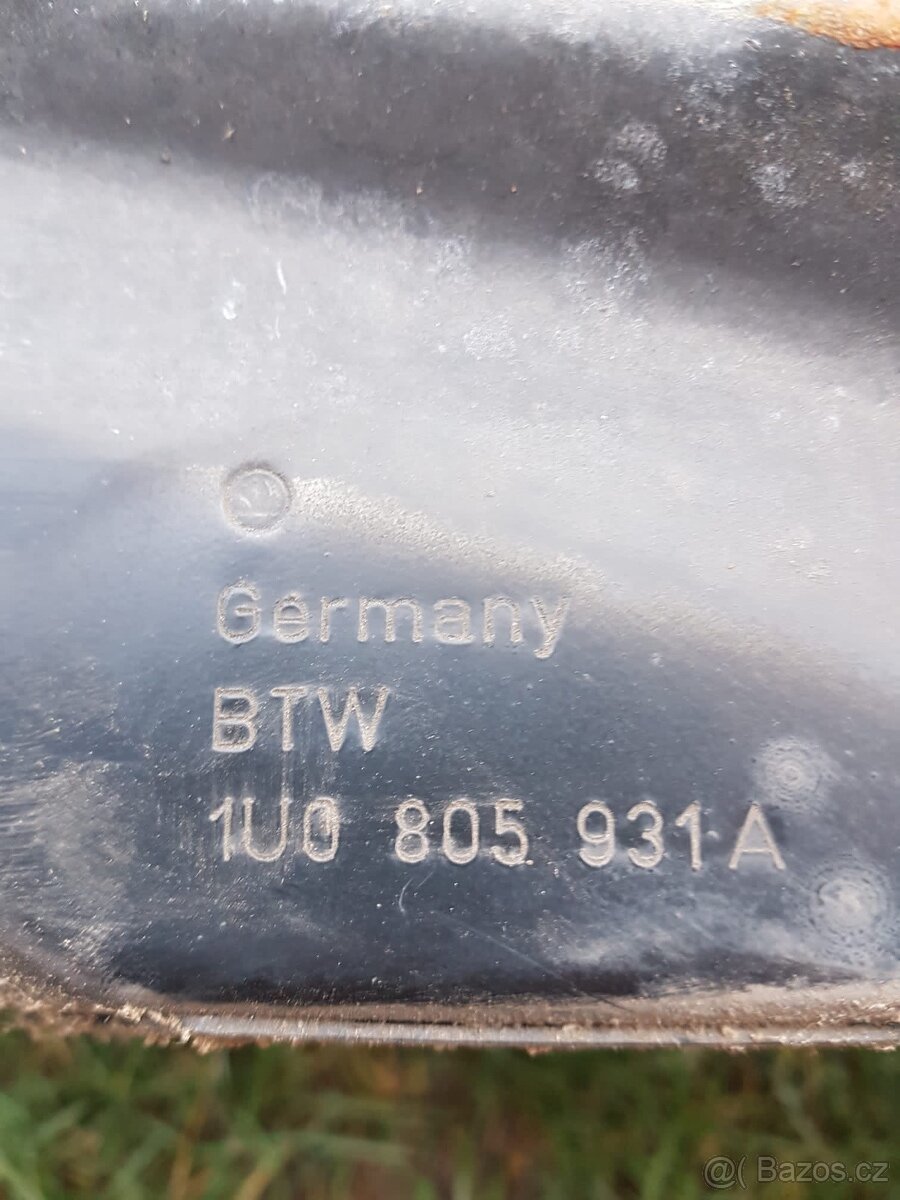 Germany
BTW
1U0 805 931 A
@ Bazos.cz